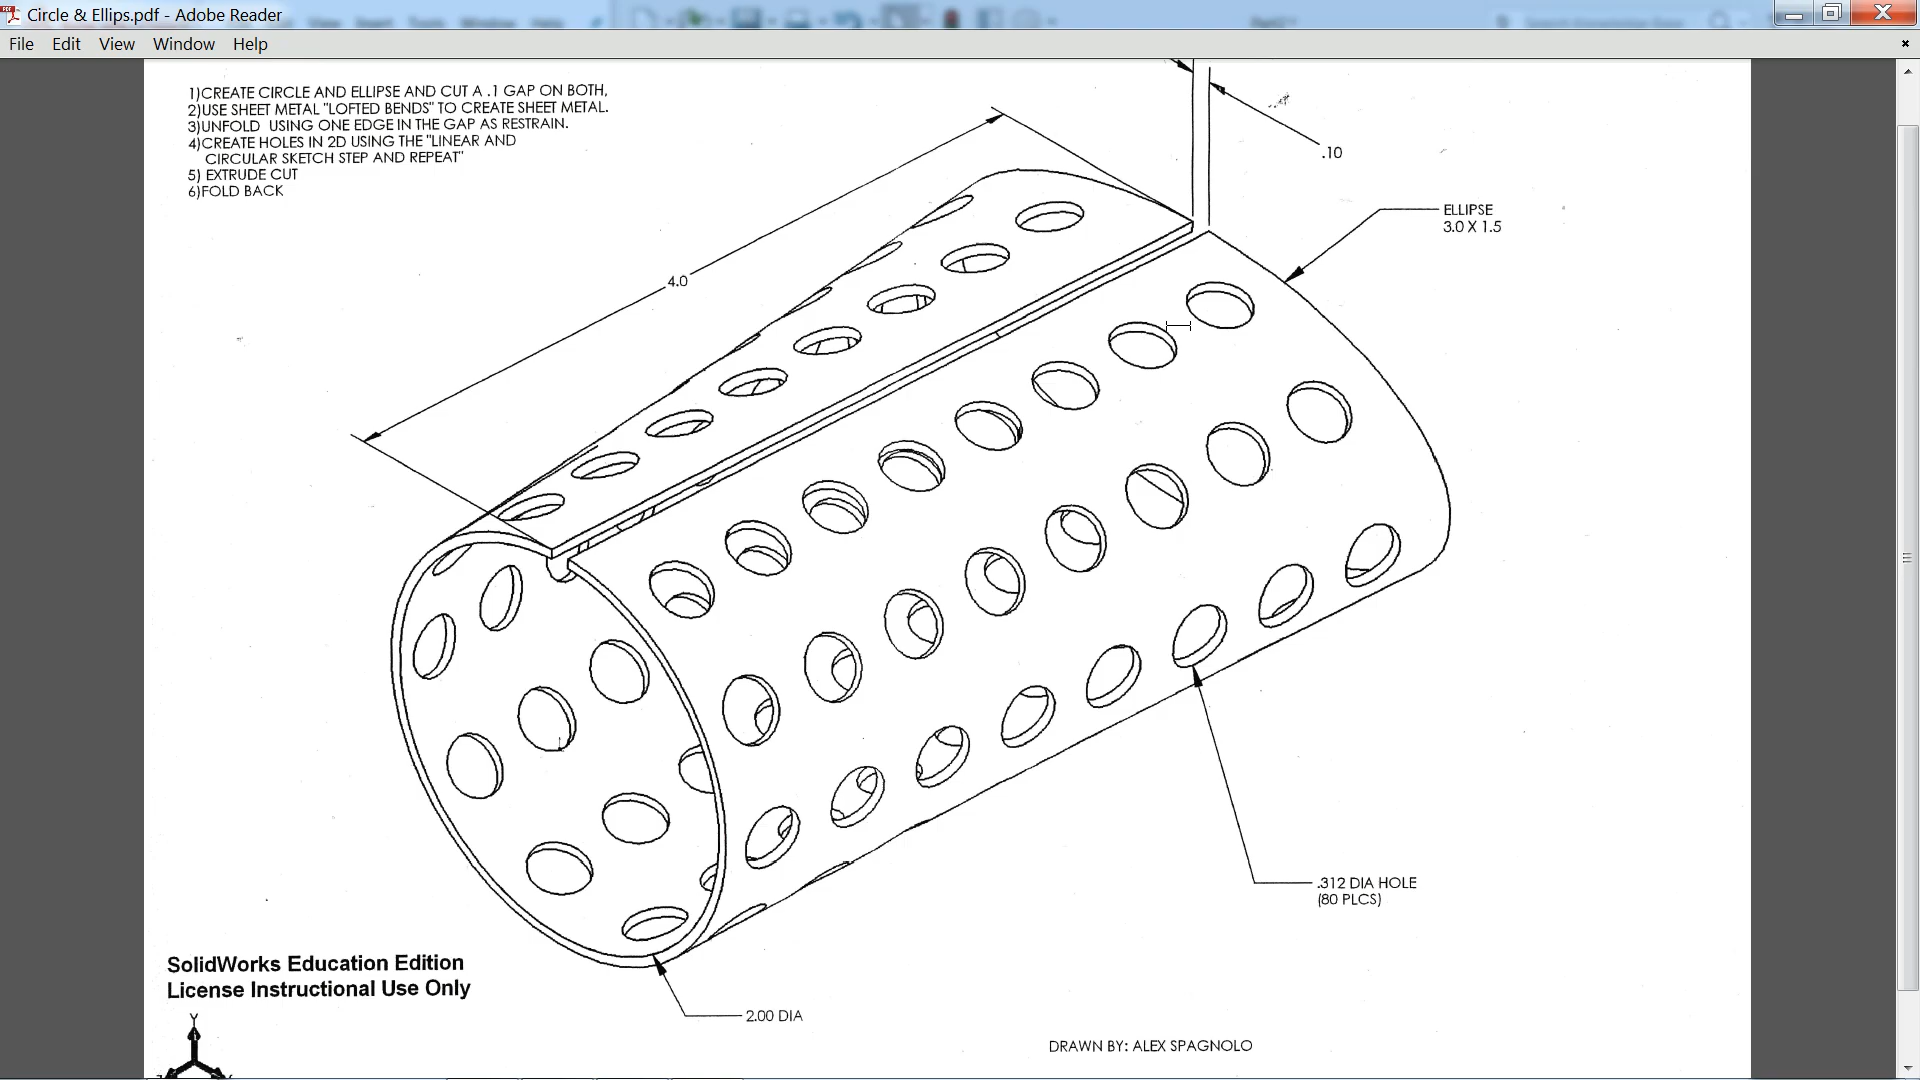 Circle & Ellips.pdf - Adobe Reader
File Edit View Window Help
1)CREATE CIRCLE AND ELLIPSE AND CUT A .1 GAP ON BOTH,
2)USE SHEET METAL "LOFTED BENDS" TO CREATE SHEET METAL.
3)UNFOLD USING ONE EDGE IN THE GAP AS RESTRAIN.
4)CREATE HOLES IN 2D USING THE "LINEAR AND
CIRCULAR SKETCH STEP AND REPEAT"
5) EXTRUDE CUT
6)FOLD BACK
.10
ELLIPSE
3.0 X 1.5
4.0
.312 DIA HOLE
(80 PLCS)
SolidWorks Education Edition
License Instructional Use Only
2.00 DIA
Y
DRAWN BY: ALEX SPAGNOLO